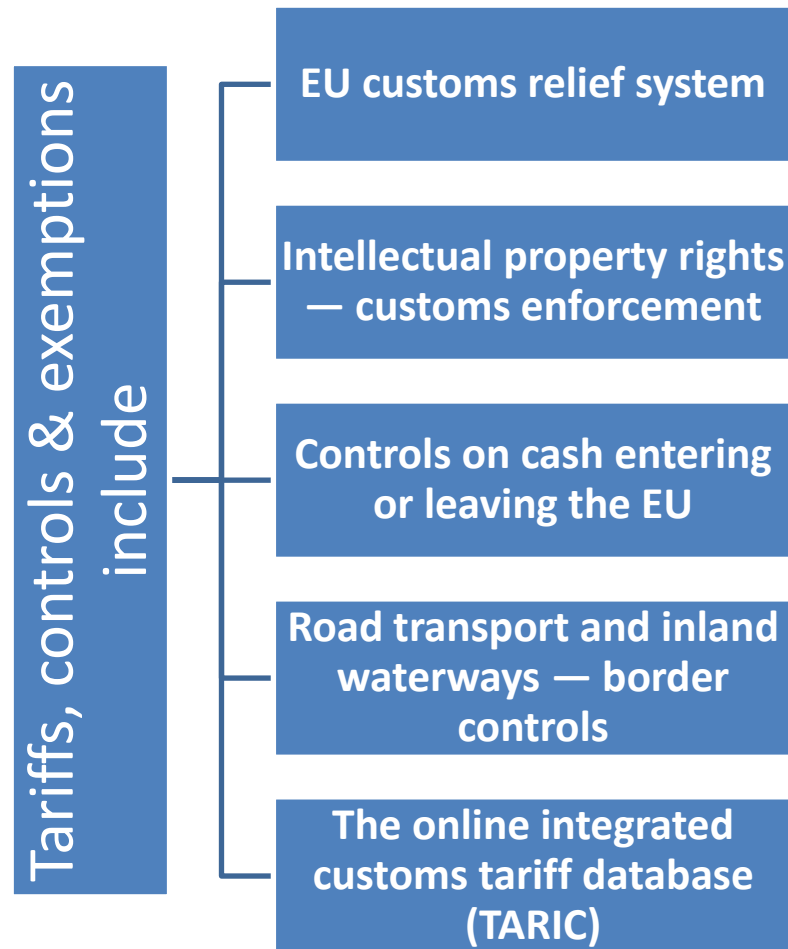 Tariffs, controls & exemptions
include
EU customs relief system
Intellectual property rights
— customs enforcement
Controls on cash entering
or leaving the EU
Road transport and inland
waterways — border
controls
The online integrated
customs tariff database
(TARIC)